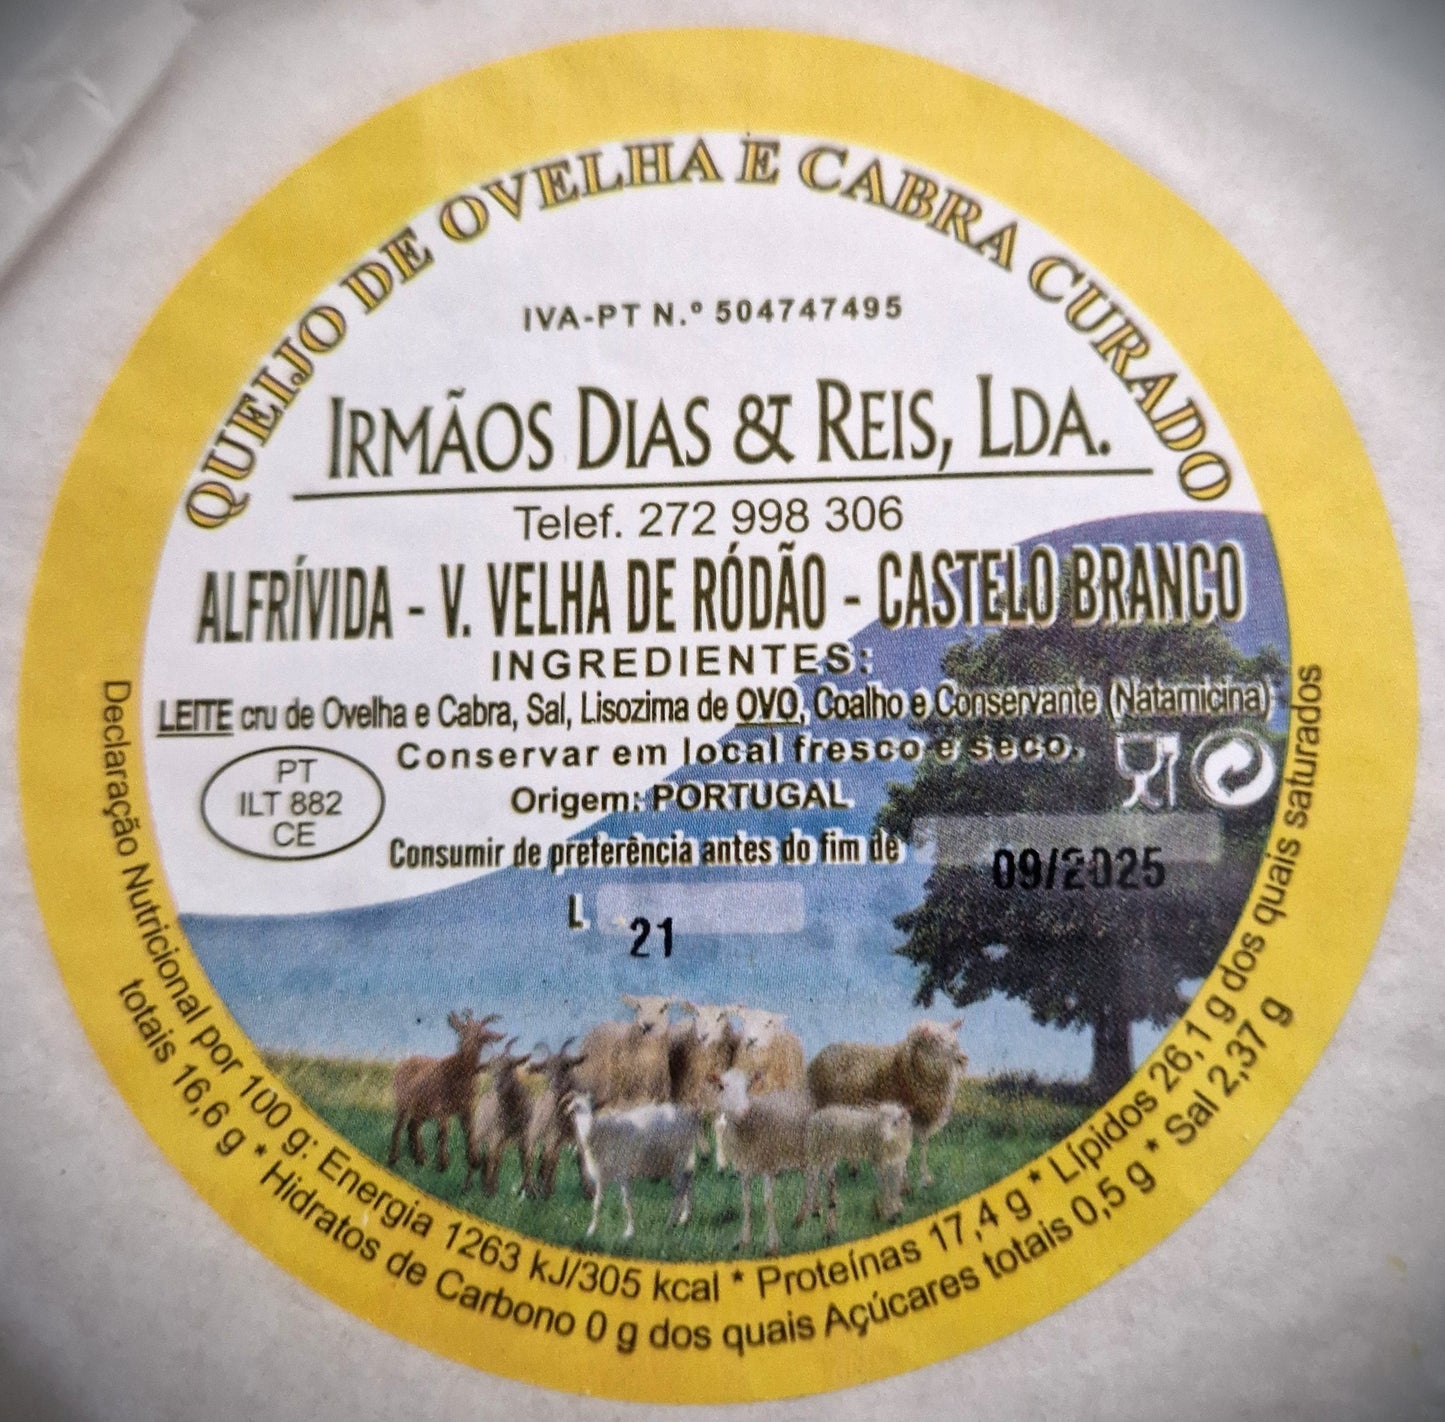 QUEIJO DE OVELHA E CABRA CURADO
IVA-PT N.º 504747495
IRMÃOS DIAS & REIS, LDA.
Telef. 272 998 306
ALFRÍVIDA - V. VELHA DE RÓDÃO - CASTELO BRANCO
INGREDIENTES:
LEITE cru de Ovelha e Cabra, Sal, Lisozima de OVO, Coalho e Conservante (Natamicina)
Conservar em local fresco e seco.
PT
ILT 882
CE
Origem: PORTUGAL
Consumir de preferência antes do fim de
09/2025
L
21
Declaração Nutricional por 100 g: Energia 1263 kJ/305 kcal * Proteínas 17,4 g * Lípidos 26,1 g dos quais saturados
totais 16,6 g * Hidratos de Carbono 0 g dos quais Açúcares totais 0,5 g * Sal 2,37 g